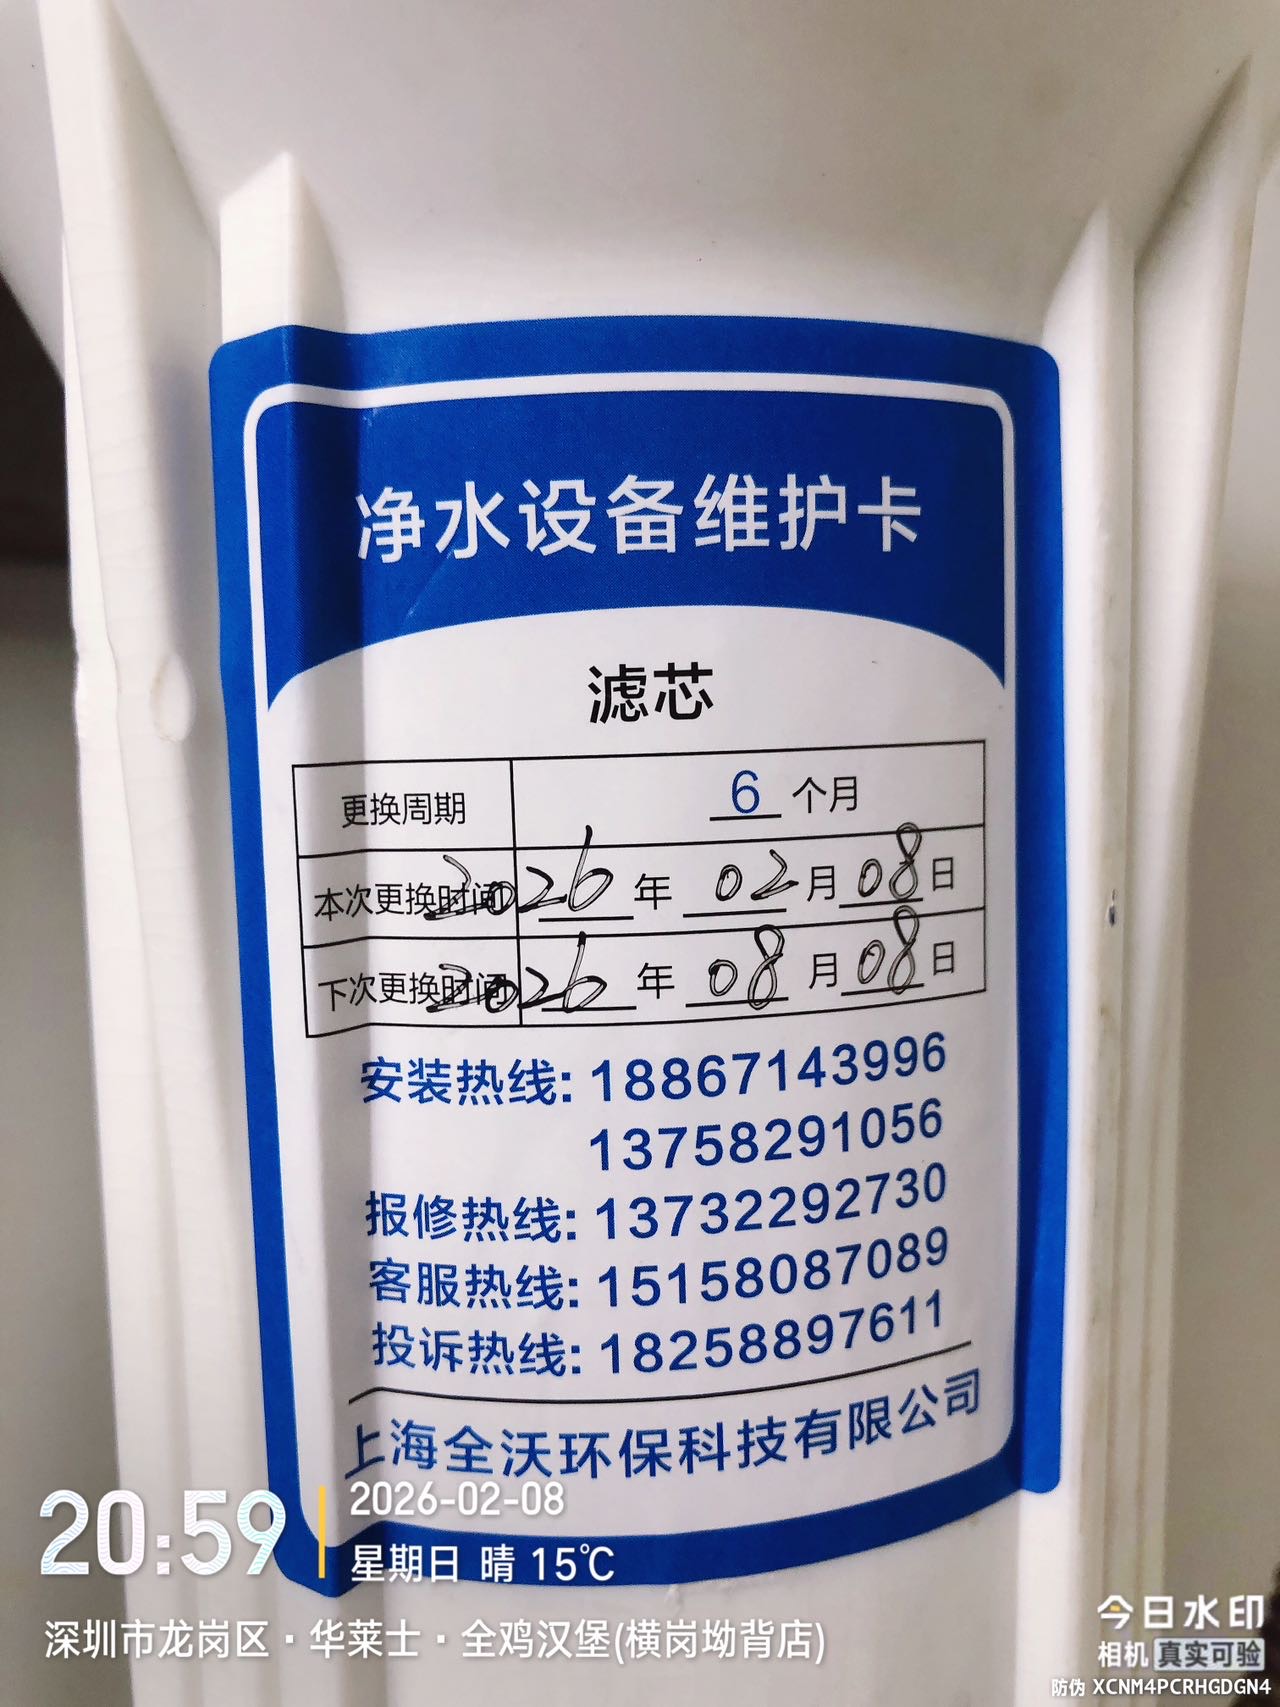 净水设备维护卡
滤芯
更换周期 6 个月
本次更换时间 2026 年 02 月 08 日
下次更换时间 2026 年 08 月 08 日
安装热线: 18867143996
13758291056
报修热线: 13732292730
客服热线: 15158087089
投诉热线: 18258897611
上海全沃环保科技有限公司
20:59
2026-02-08
星期日 晴 15℃
深圳市龙岗区·华莱士·全鸡汉堡(横岗坳背店)
今日水印
相机 真实可验
防伪 XCNM4PCRHGDGN4